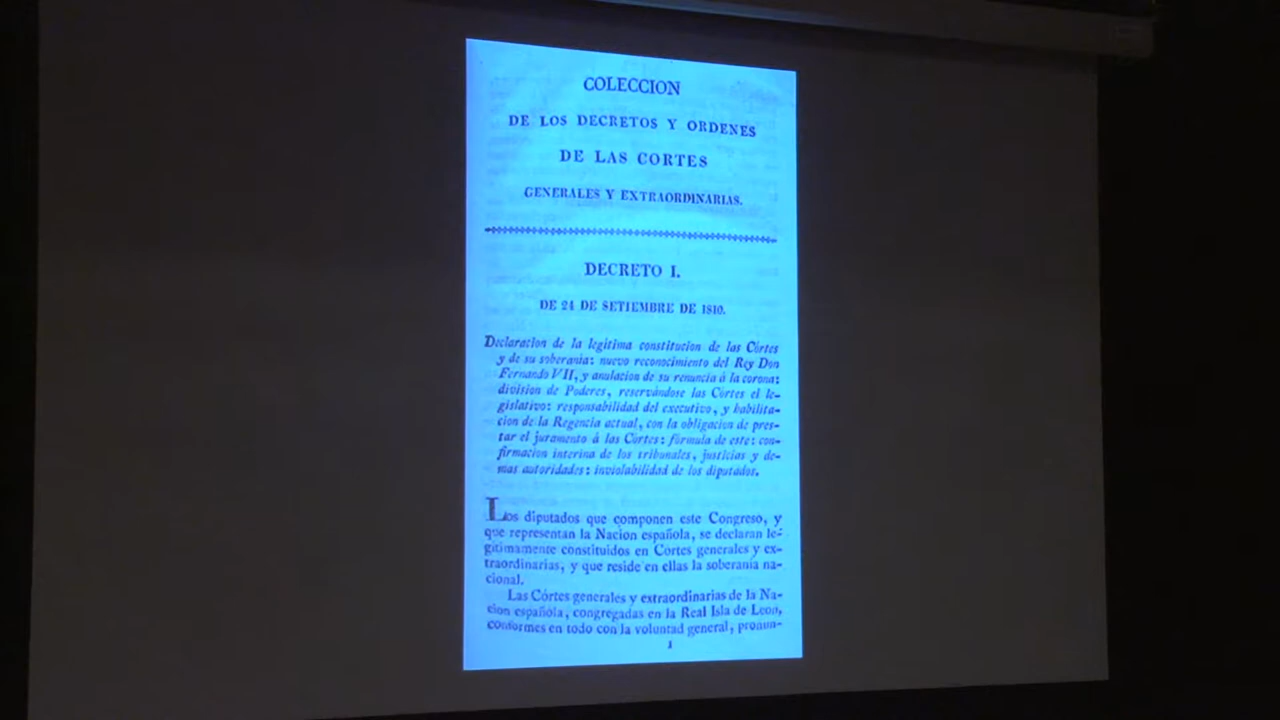 COLECCION
DE LOS DECRETOS Y ORDENES
DE LAS CORTES
GENERALES Y EXTRAORDINARIAS.
DECRETO I.
DE 24 DE SETIEMBRE DE 1810.
Declaracion de la legítima constitucion de las Córtes
y de su soberanía: nuevo reconocimiento del Rey Don
Fernando VII, y anulacion de su renuncia á la corona:
division de Poderes, reservándose las Córtes el le-
gislativo: responsabilidad del executivo, y habilita-
cion de la Regencia actual, con la obligacion de pres-
tar el juramento á las Córtes: fórmula de este: con-
firmacion interina de los tribunales, justicias y de-
mas autoridades: inviolabilidad de los diputados.
Los diputados que componen este Congreso, y
que representan la Nacion española, se declaran le-
gítimamente constituidos en Córtes generales y ex-
traordinarias, y que reside en ellas la soberanía na-
cional.
Las Córtes generales y extraordinarias de la Na-
cion española, congregadas en la Real Isla de Leon,
conformes en todo con la voluntad general, pronun-
1